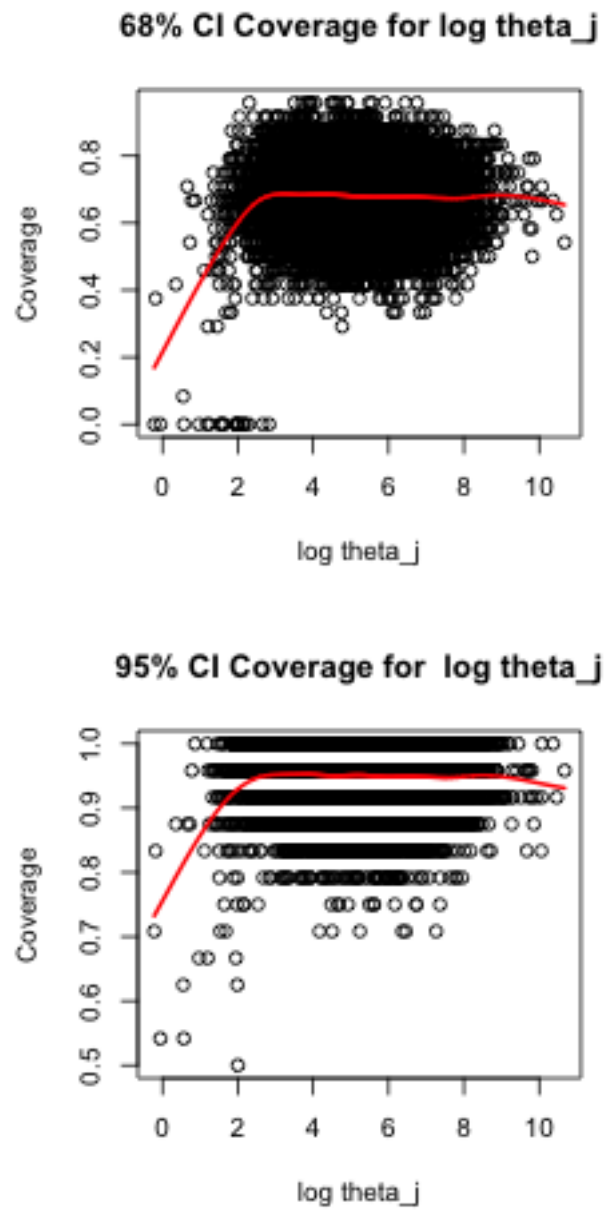 68% CI Coverage for log theta_j
Coverage
0.8
0.6
0.4
0.2
0.0
0 2 4 6 8 10
log theta_j
95% CI Coverage for  log theta_j
Coverage
1.0
0.9
0.8
0.7
0.6
0.5
0 2 4 6 8 10
log theta_j